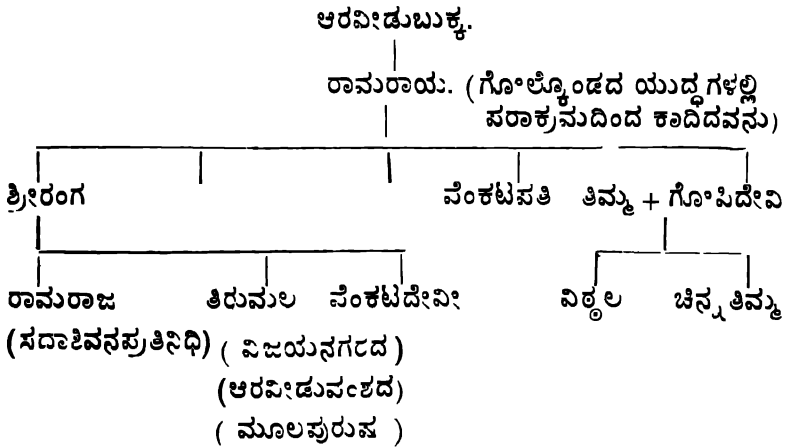 ಆರವೀಡುಬುಕ್ಕ.
ರಾಮರಾಯ. (ಗೋಲ್ಕೊಂಡದ ಯುದ್ಧಗಳಲ್ಲಿ
ಪರಾಕ್ರಮದಿಂದ ಕಾದಿದವನು)
ಶ್ರೀರಂಗ ವೆಂಕಟಪತಿ ತಿಮ್ಮ + ಗೋಪಿದೇವಿ
ರಾಮರಾಜ ತಿರುಮಲ ವೆಂಕಟದೇವೀ ವಿಠ್ಠಲ ಚಿನ್ನತಿಮ್ಮ
(ಸದಾಶಿವನಪ್ರತಿನಿಧಿ) ( ವಿಜಯನಗರದ )
(ಆರವೀಡುವಂಶದ)
( ಮೂಲಪುರುಷ )